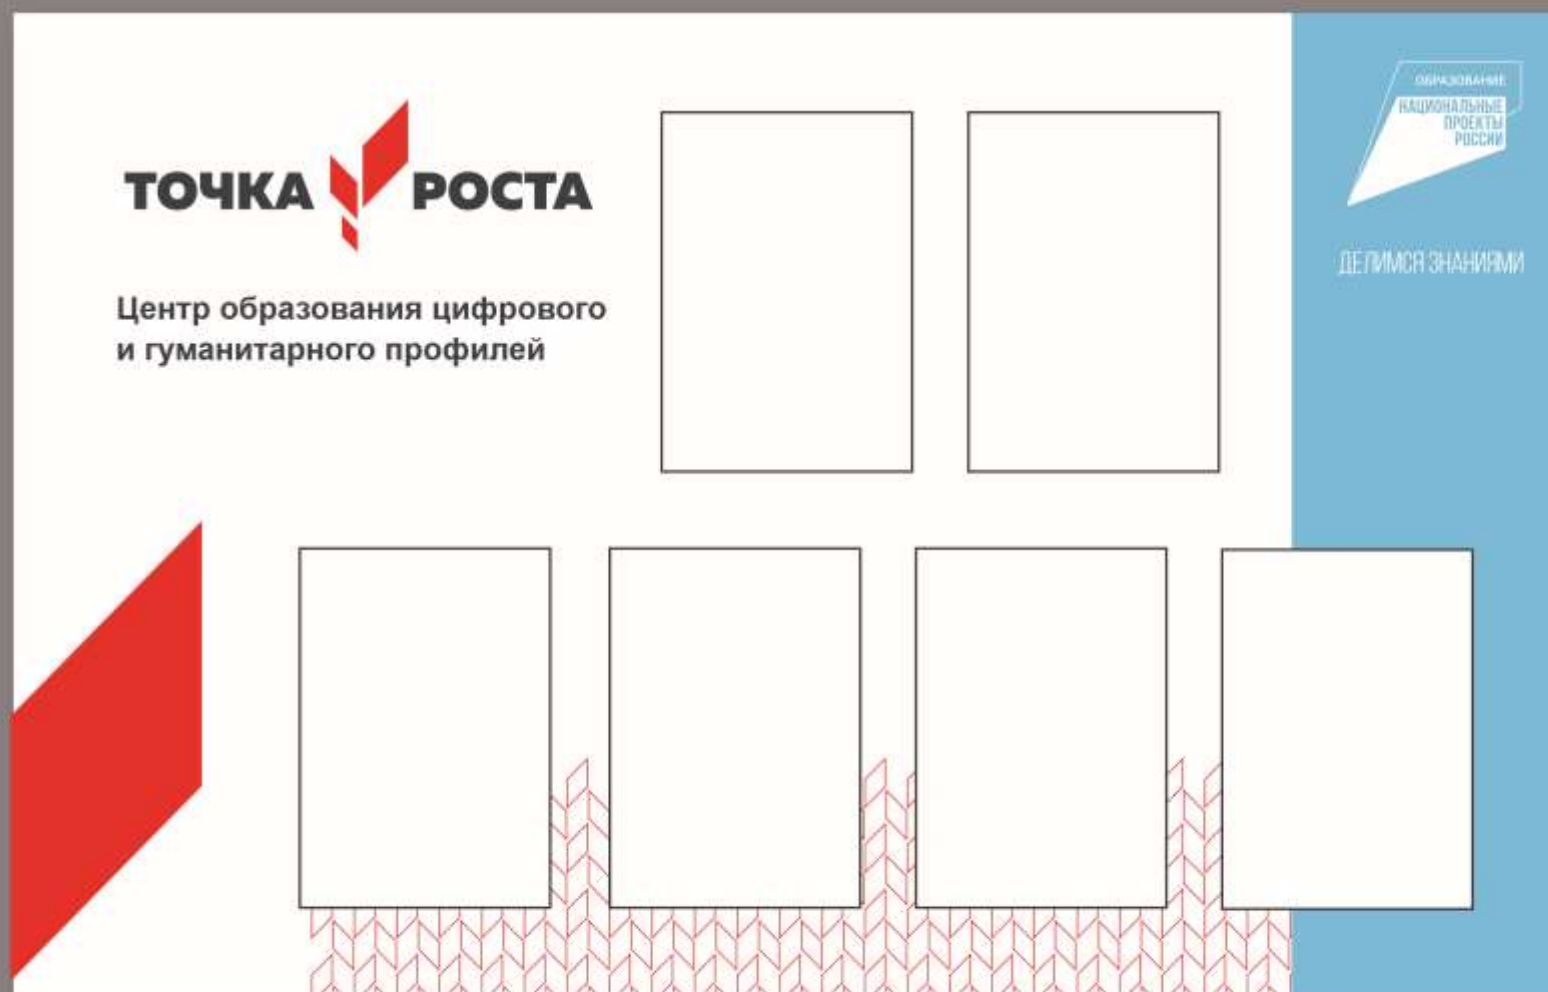 ТОЧКА РОСТА
Центр образования цифрового
и гуманитарного профилей
ОБРАЗОВАНИЕ
НАЦИОНАЛЬНЫЕ
ПРОЕКТЫ
РОССИИ
ДЕЛИМСЯ ЗНАНИЯМИ